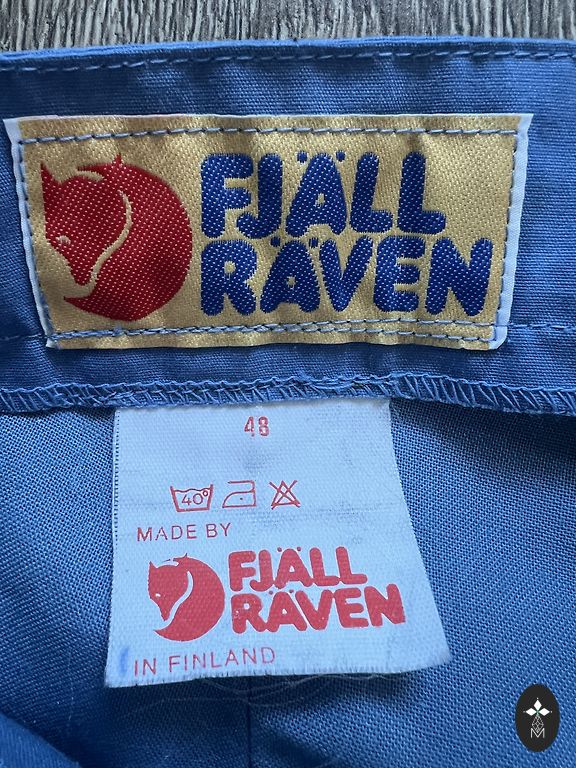 FJÄLL
RÄVEN
48
40°
MADE BY
FJÄLL
RÄVEN
IN FINLAND
M